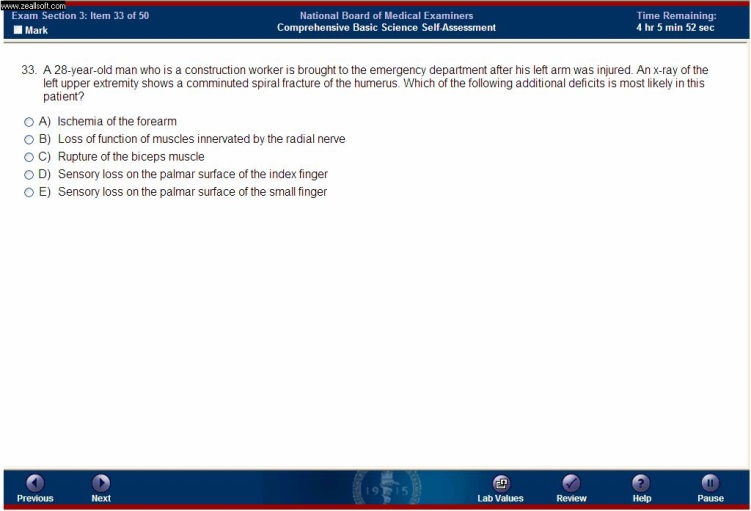 www.zeallsoft.com
Exam Section 3: Item 33 of 50
National Board of Medical Examiners
Time Remaining:
Mark
Comprehensive Basic Science Self-Assessment
4 hr 5 min 52 sec
33. A 28-year-old man who is a construction worker is brought to the emergency department after his left arm was injured. An x-ray of the
left upper extremity shows a comminuted spiral fracture of the humerus. Which of the following additional deficits is most likely in this
patient?
A) Ischemia of the forearm
B) Loss of function of muscles innervated by the radial nerve
C) Rupture of the biceps muscle
D) Sensory loss on the palmar surface of the index finger
E) Sensory loss on the palmar surface of the small finger
1915
Previous
Next
Lab Values
Review
Help
Pause